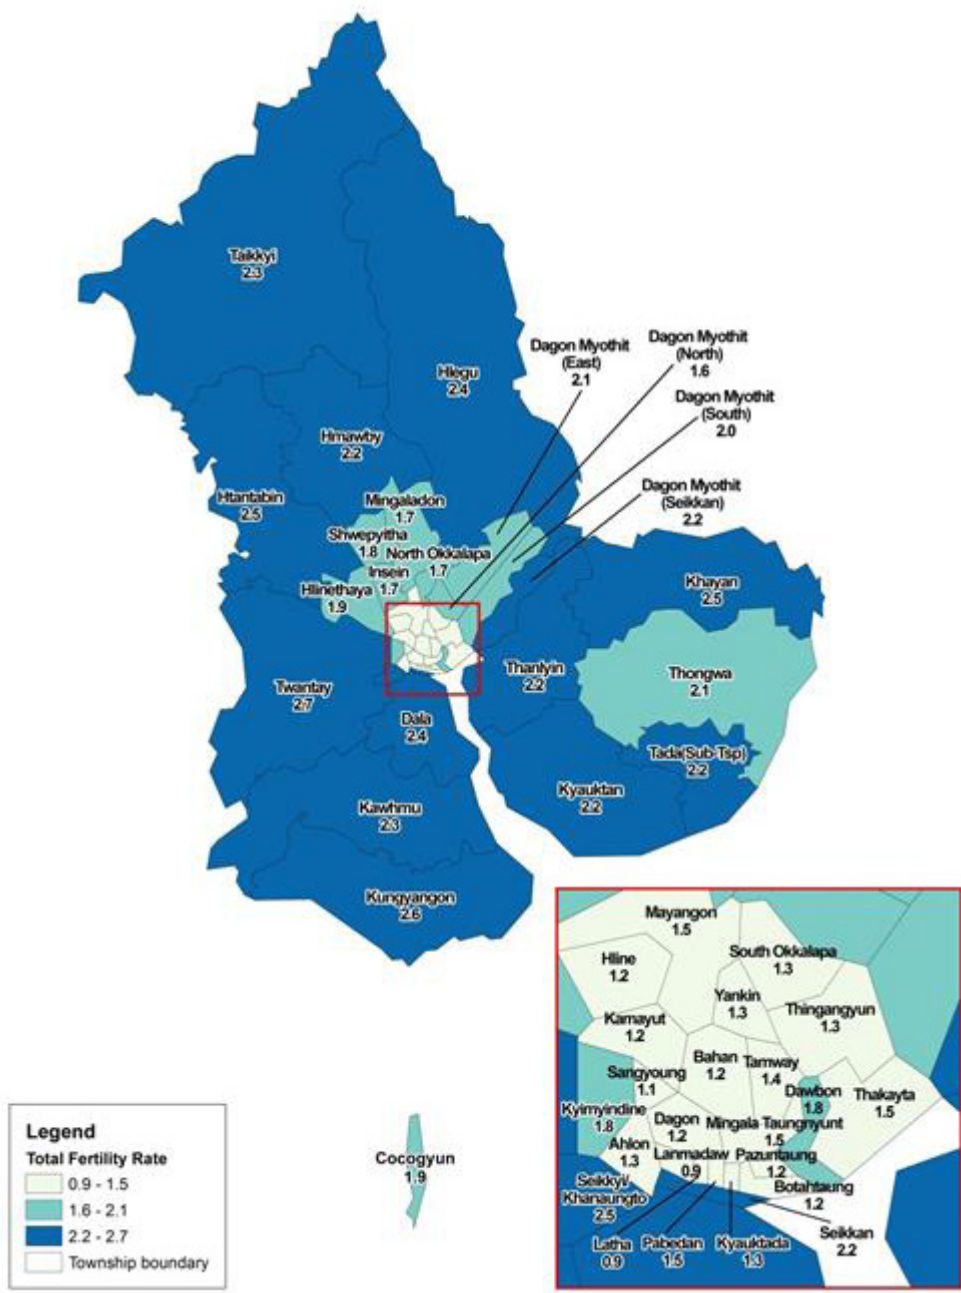 Taikkyi
2.3
Hlegu
2.4
Dagon Myothit
(East)
2.1
Dagon Myothit
(North)
1.6
Dagon Myothit
(South)
2.0
Dagon Myothit
(Seikkan)
2.2
Hmawby
2.2
Htantabin
2.5
Mingaladon
1.7
Shwepyitha
1.8
North Okkalapa
1.7
Insein
1.7
Hlinethaya
1.9
Khayan
2.5
Thongwa
2.1
Thanlyin
2.2
Twantay
2.7
Dala
2.4
Tada(Sub-Tsp)
2.2
Kyauktan
2.2
Kawhmu
2.3
Kungyangon
2.6
Mayangon
1.5
South Okkalapa
1.3
Hline
1.2
Yankin
1.3
Thingangyun
1.3
Kamayut
1.2
Bahan
1.2
Tamway
1.4
Sangyoung
1.1
Dawbon
1.8
Thakayta
1.5
Kyimyindine
1.8
Dagon
1.2
Mingala Taungnyunt
1.5
Ahlon
1.3
Lanmadaw
0.9
Pazuntaung
1.2
Seikkyi/
Khanaungto
2.5
Botahtaung
1.2
Latha
0.9
Pabedan
1.5
Kyauktada
1.3
Seikkan
2.2
Cocogyun
1.9
Legend
Total Fertility Rate
0.9 - 1.5
1.6 - 2.1
2.2 - 2.7
Township boundary